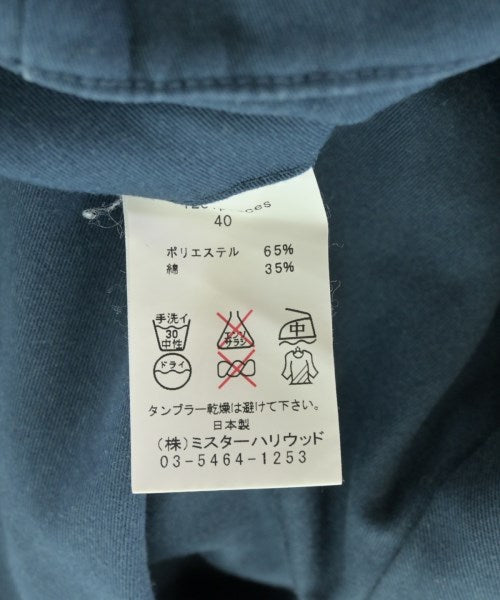 40
ポリエステル 65%
綿 35%
手洗イ
30
中性
エンソ
サラシ
中
ドライ
タンブラー乾燥は避けて下さい。
日本製
(株)ミスターハリウッド
03-5464-1253